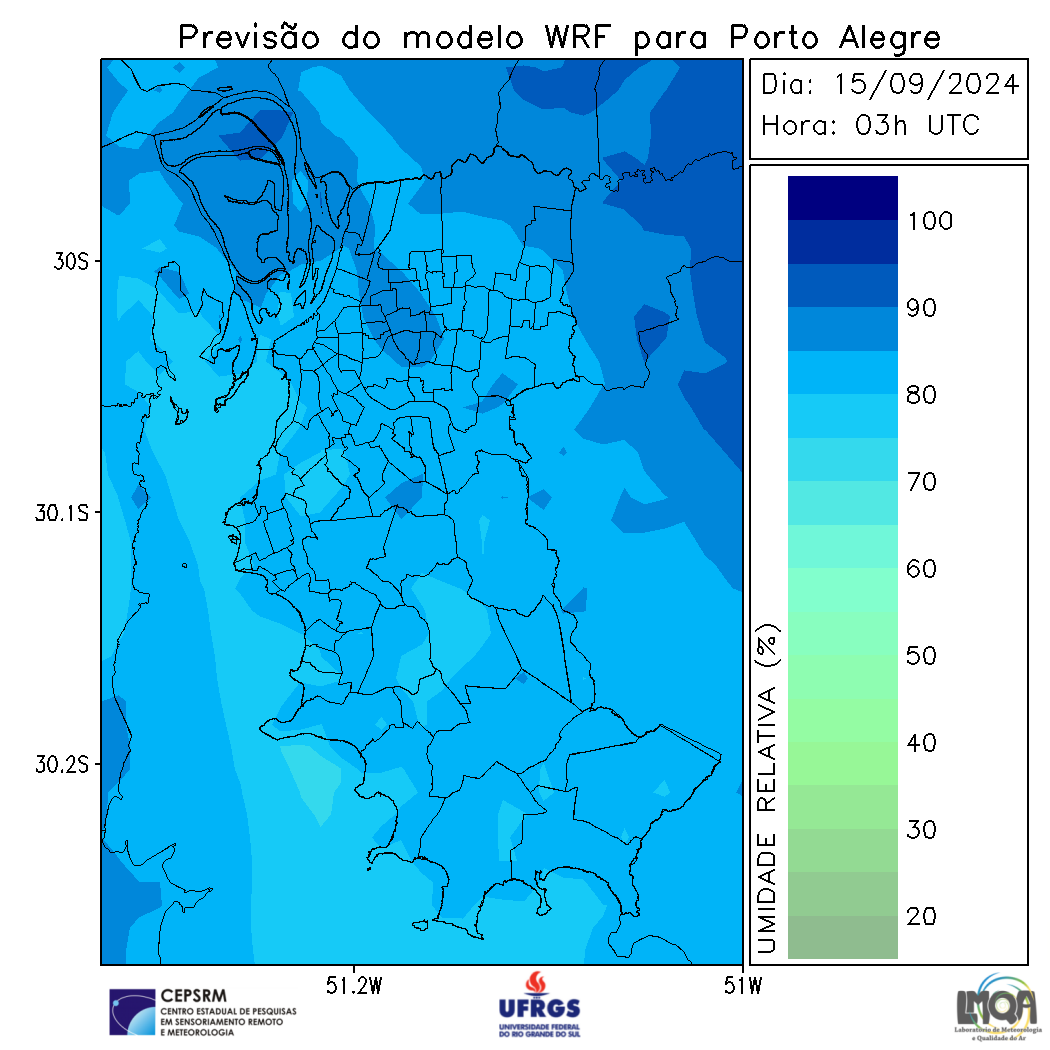 Previsão do modelo WRF para Porto Alegre
Dia: 15/09/2024
Hora: 03h UTC
30S
30.1S
30.2S
51.2W
51W
UMIDADE RELATIVA (%)
100
90
80
70
60
50
40
30
20
CEPSRM
CENTRO ESTADUAL DE PESQUISAS
EM SENSORIAMENTO REMOTO
E METEOROLOGIA
UFRGS
UNIVERSIDADE FEDERAL
DO RIO GRANDE DO SUL
LMQA
Laboratório de Meteorologia
e Qualidade do Ar